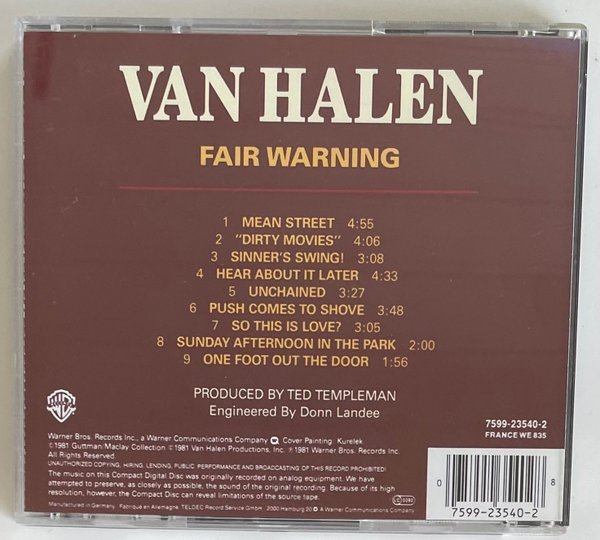 VAN HALEN
FAIR WARNING
1 MEAN STREET 4:55
2 "DIRTY MOVIES" 4:06
3 SINNER'S SWING! 3:08
4 HEAR ABOUT IT LATER 4:33
5 UNCHAINED 3:27
6 PUSH COMES TO SHOVE 3:48
7 SO THIS IS LOVE? 3:05
8 SUNDAY AFTERNOON IN THE PARK 2:00
9 ONE FOOT OUT THE DOOR 1:56
PRODUCED BY TED TEMPLEMAN
Engineered By Donn Landee
7599-23540-2
FRANCE WE 835
Warner Bros. Records Inc., a Warner Communications Company Cover Painting: Kurelek
©1981 Guttman/Maclay Collection ©1981 Van Halen Productions, Inc. ℗1981 Warner Bros. Records Inc.
All Rights Reserved.
UNAUTHORIZED COPYING, HIRING, LENDING, PUBLIC PERFORMANCE AND BROADCASTING OF THIS RECORD PROHIBITED!
The music on this Compact Digital Disc was originally recorded on analog equipment. We have
attempted to preserve, as closely as possible, the sound of the original recording. Because of its high
resolution, however, the Compact Disc can reveal limitations of the source tape.
Manufactured in Germany. Fabriqué en Allemagne. TELDEC Record Service GmbH. 2000 Hamburg 20
0 7599-23540-2 8